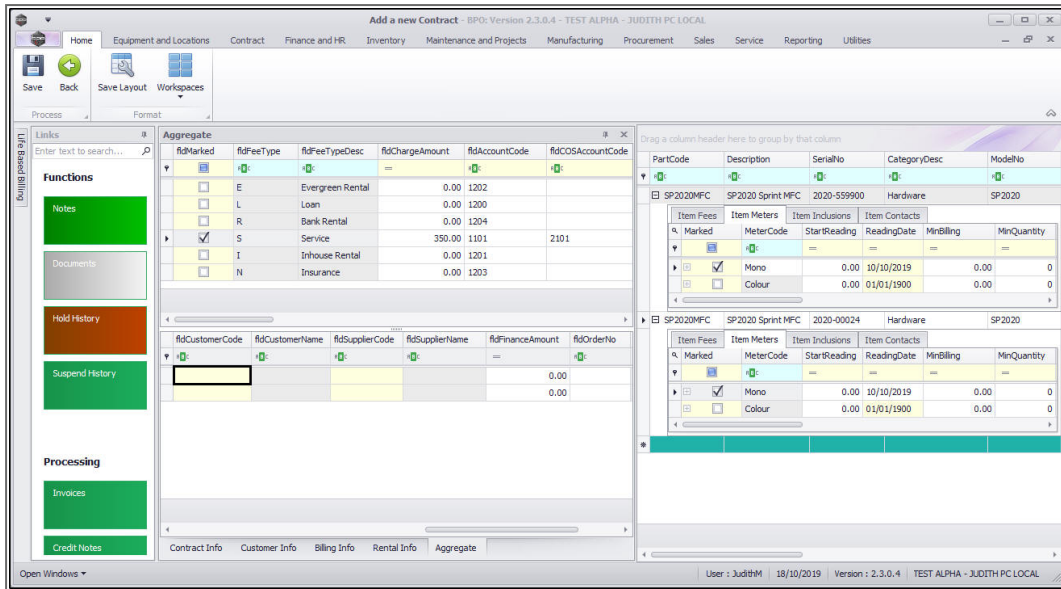 Add a new Contract - BPO: Version 2.3.0.4 - TEST ALPHA - JUDITH PC LOCAL
Home Equipment and Locations Contract Finance and HR Inventory Maintenance and Projects Manufacturing Procurement Sales Service Reporting Utilities
Save Back Save Layout Workspaces
Process Format
Life Based Billing
Links
Enter text to search...
Functions
Notes
Documents
Hold History
Suspend History
Processing
Invoices
Credit Notes
Aggregate
fldMarked fldFeeType fldFeeTypeDesc fldChargeAmount fldAccountCode fldCOSAccountCode
E Evergreen Rental 0.00 1202
L Loan 0.00 1200
R Bank Rental 0.00 1204
S Service 350.00 1101 2101
I Inhouse Rental 0.00 1201
N Insurance 0.00 1203
fldCustomerCode fldCustomerName fldSupplierCode fldSupplierName fldFinanceAmount fldOrderNo
0.00
0.00
Contract Info Customer Info Billing Info Rental Info Aggregate
Drag a column header here to group by that column
PartCode Description SerialNo CategoryDesc ModelNo
SP2020MFC SP2020 Sprint MFC 2020-559900 Hardware SP2020
Item Fees Item Meters Item Inclusions Item Contacts
Marked MeterCode StartReading ReadingDate MinBilling MinQuantity
Mono 0.00 10/10/2019 0.00 0
Colour 0.00 01/01/1900 0.00 0
SP2020MFC SP2020 Sprint MFC 2020-00024 Hardware SP2020
Item Fees Item Meters Item Inclusions Item Contacts
Marked MeterCode StartReading ReadingDate MinBilling MinQuantity
Mono 0.00 10/10/2019 0.00 0
Colour 0.00 01/01/1900 0.00 0
Open Windows User : JudithM 18/10/2019 Version : 2.3.0.4 TEST ALPHA - JUDITH PC LOCAL